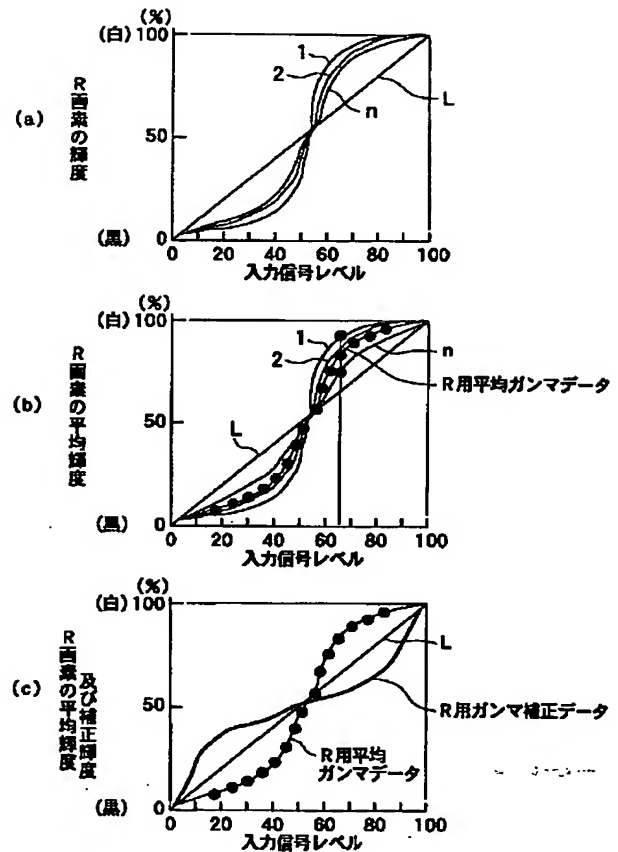 (a)
R画素の輝度
(%)
(白) 100
50
(黒) 0
1
2
n
L
0 20 40 60 80 100
入力信号レベル
(b)
R画素の平均輝度
(%)
(白) 100
50
(黒) 0
1
2
n
R用平均ガンマデータ
L
0 20 40 60 80 100
入力信号レベル
(c)
R画素の平均輝度
及び補正輝度
(%)
(白) 100
50
(黒) 0
L
R用ガンマ補正データ
R用平均
ガンマデータ
0 20 40 60 80 100
入力信号レベル